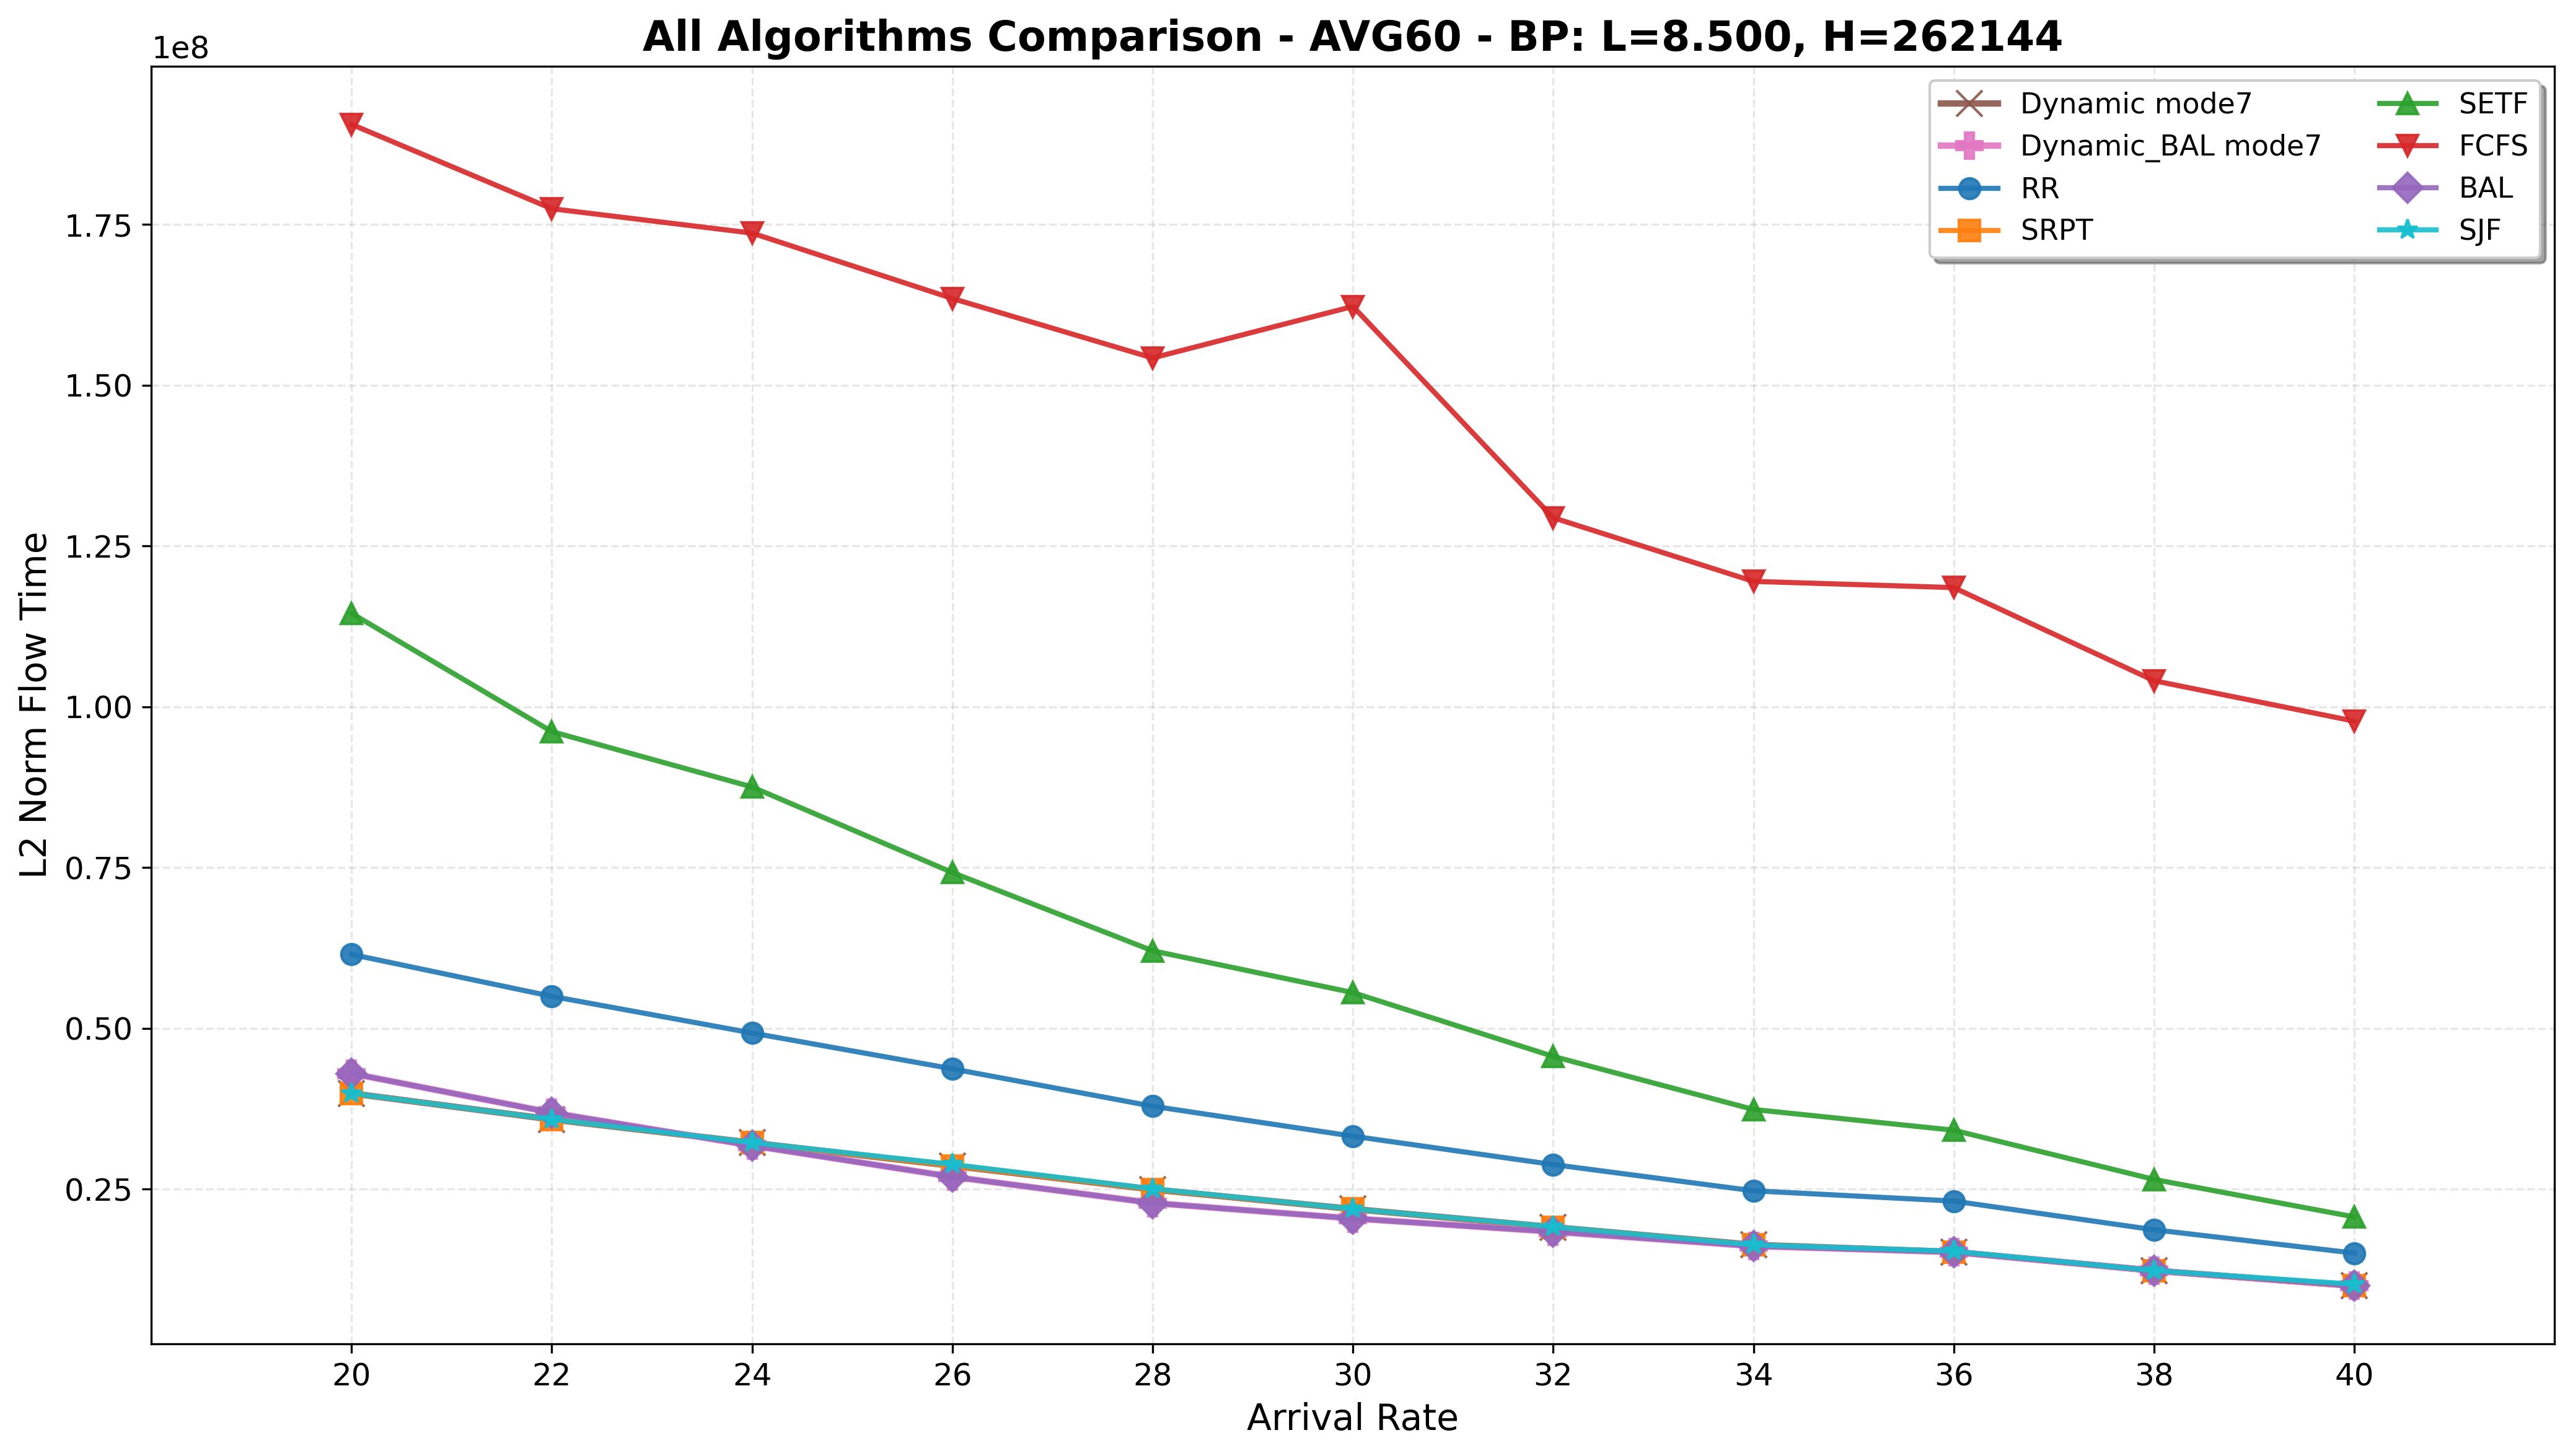 All Algorithms Comparison - AVG60 - BP: L=8.500, H=262144
1e8
Dynamic mode7
Dynamic_BAL mode7
RR
SRPT
SETF
FCFS
BAL
SJF
L2 Norm Flow Time
1.75
1.50
1.25
1.00
0.75
0.50
0.25
20 22 24 26 28 30 32 34 36 38 40
Arrival Rate